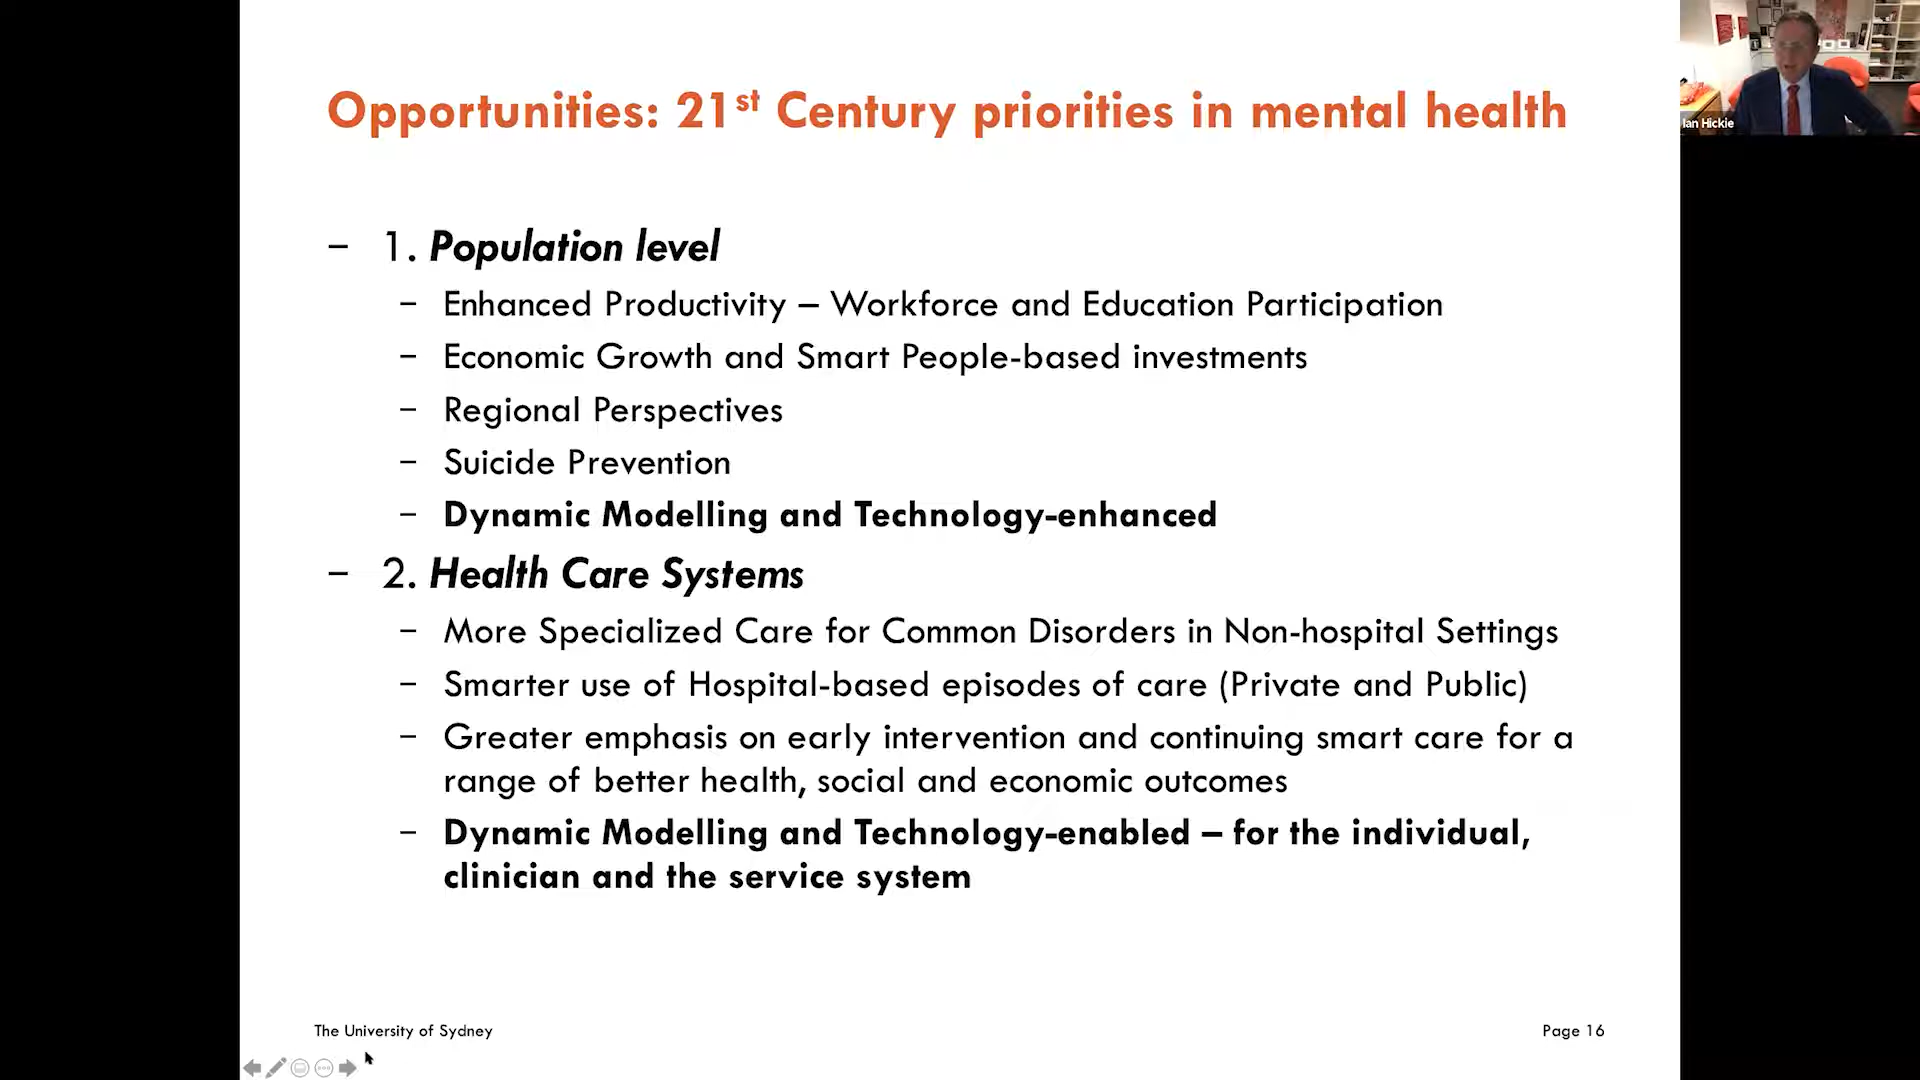 Opportunities: 21st Century priorities in mental health
Ian Hickie
– 1. Population level
– Enhanced Productivity – Workforce and Education Participation
– Economic Growth and Smart People-based investments
– Regional Perspectives
– Suicide Prevention
– Dynamic Modelling and Technology-enhanced
– 2. Health Care Systems
– More Specialized Care for Common Disorders in Non-hospital Settings
– Smarter use of Hospital-based episodes of care (Private and Public)
– Greater emphasis on early intervention and continuing smart care for a
range of better health, social and economic outcomes
– Dynamic Modelling and Technology-enabled – for the individual,
clinician and the service system
The University of Sydney
Page 16